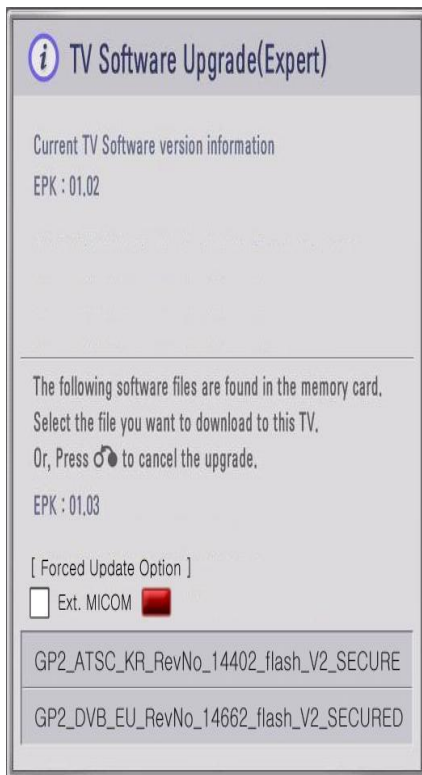 i TV Software Upgrade(Expert)
Current TV Software version information
EPK : 01.02
The following software files are found in the memory card.
Select the file you want to download to this TV.
Or, Press to cancel the upgrade.
EPK : 01.03
[ Forced Update Option ]
Ext. MICOM
GP2_ATSC_KR_RevNo_14402_flash_V2_SECURE
GP2_DVB_EU_RevNo_14662_flash_V2_SECURED